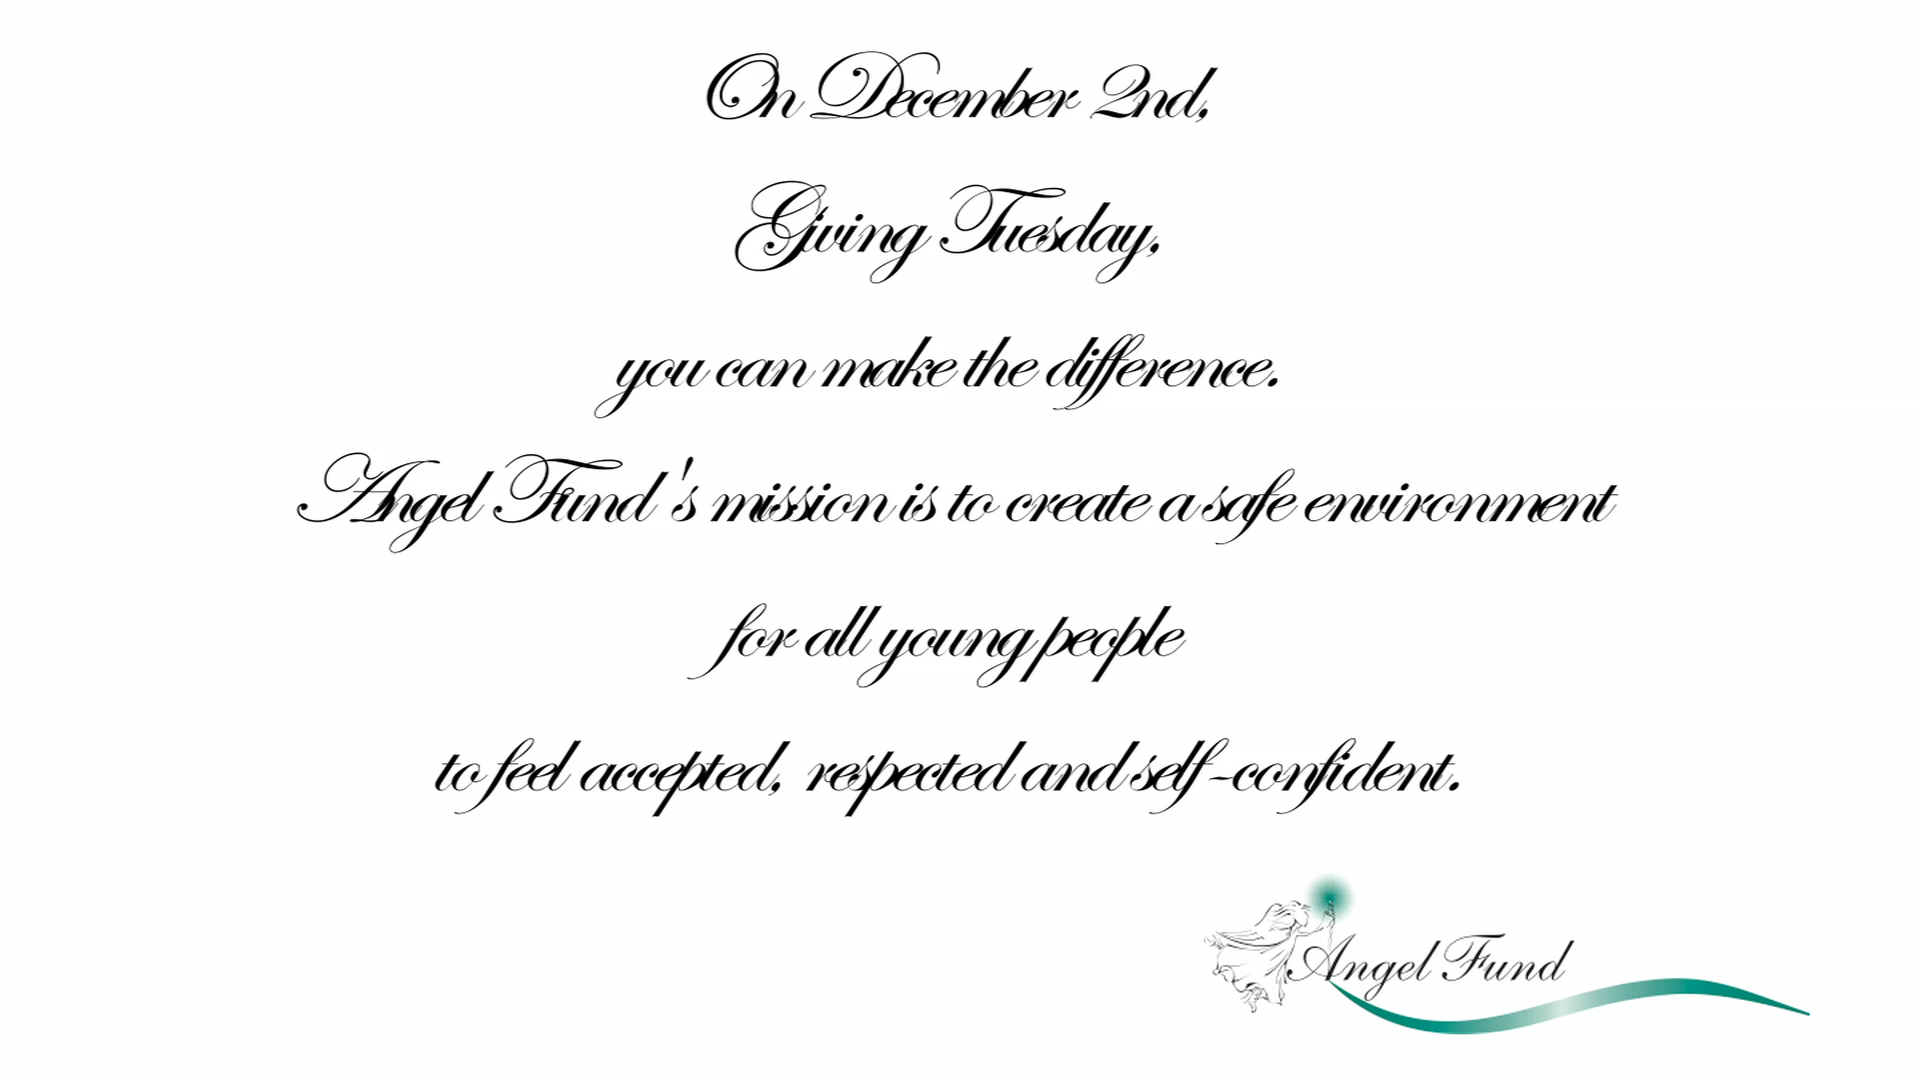 On December 2nd,
Giving Tuesday,
you can make the difference.
Angel Fund's mission is to create a safe environment
for all young people
to feel accepted, respected and self-confident.
Angel Fund